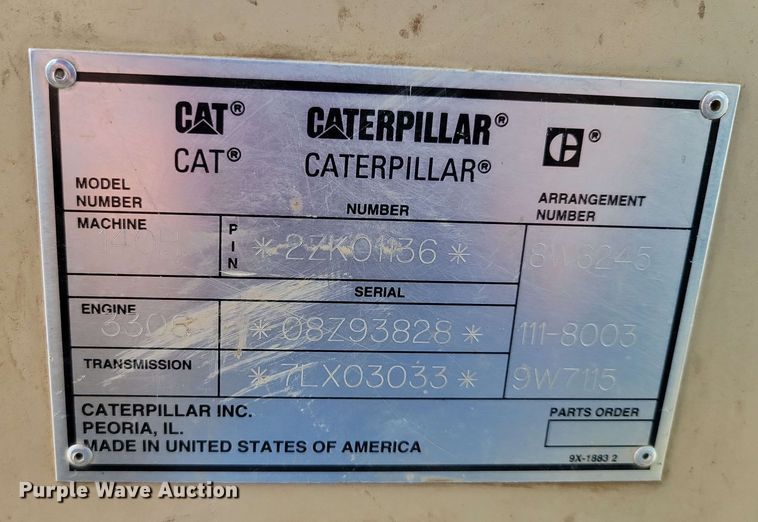 CAT® CATERPILLAR® ®
CAT® CATERPILLAR®
MODEL NUMBER NUMBER ARRANGEMENT NUMBER
MACHINE 140H PIN *2ZK01136* 8W8245
SERIAL
ENGINE 3306 *08Z93828* 111-8003
TRANSMISSION *7LX03033* 9W7115
CATERPILLAR INC. PARTS ORDER
PEORIA, IL.
MADE IN UNITED STATES OF AMERICA
9X-1883 2
Purple Wave Auction